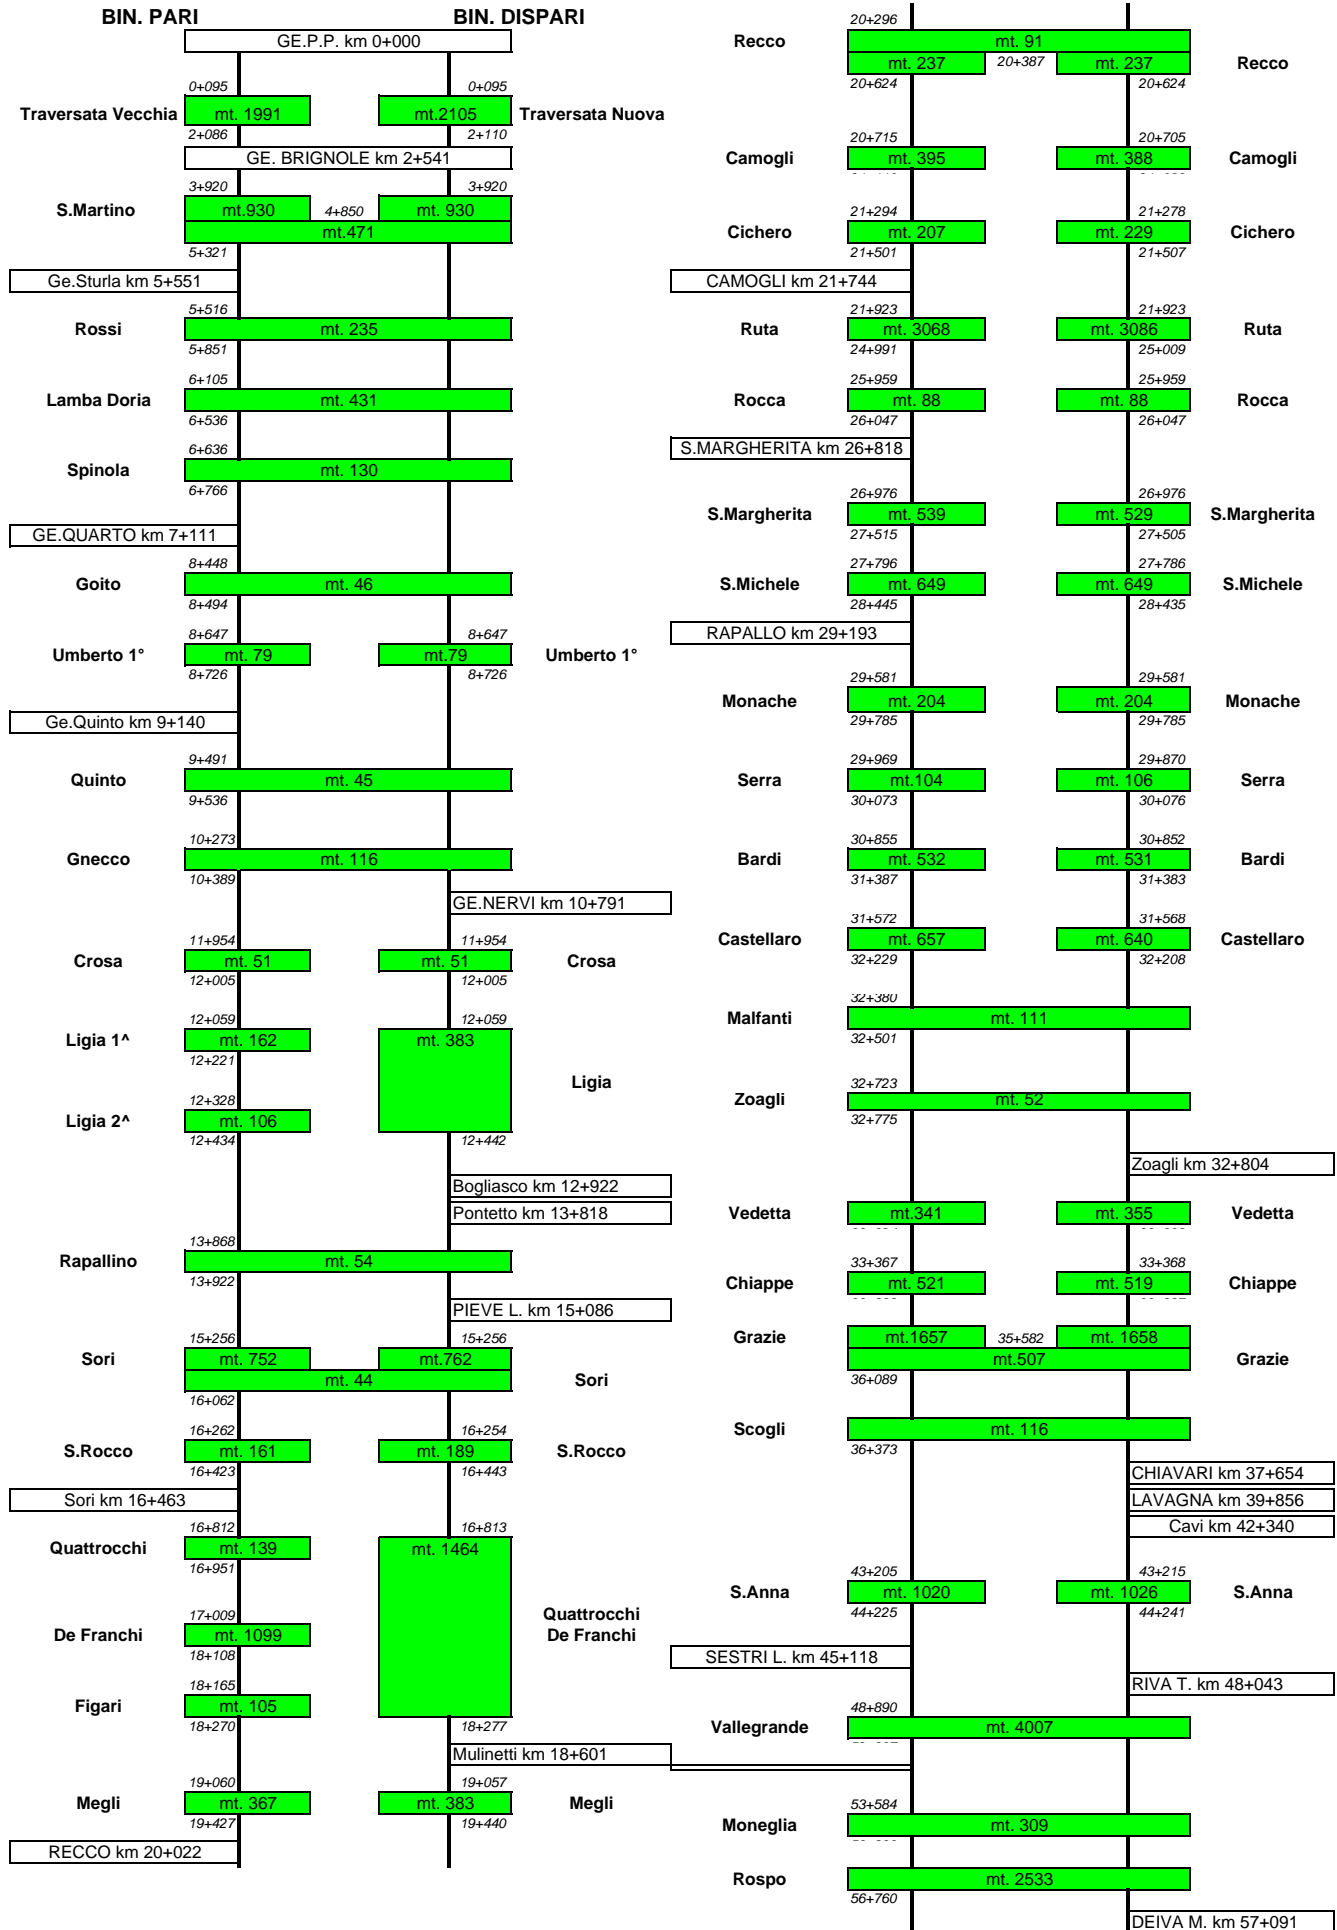 BIN. PARI BIN. DISPARI
GE.P.P. km 0+000
0+095 0+095
Traversata Vecchia mt. 1991 mt.2105 Traversata Nuova
2+086 2+110
GE. BRIGNOLE km 2+541
3+920 3+920
S.Martino mt.930 4+850 mt. 930
mt.471
5+321
Ge.Sturla km 5+551
5+516
Rossi mt. 235
5+851
6+105
Lamba Doria mt. 431
6+536
6+636
Spinola mt. 130
6+766
GE.QUARTO km 7+111
8+448
Goito mt. 46
8+494
8+647 8+647
Umberto 1° mt. 79 mt.79 Umberto 1°
8+726 8+726
Ge.Quinto km 9+140
9+491
Quinto mt. 45
9+536
10+273
Gnecco mt. 116
10+389
GE.NERVI km 10+791
11+954 11+954
Crosa mt. 51 mt. 51 Crosa
12+005 12+005
12+059 12+059
Ligia 1^ mt. 162 mt. 383
12+221
Ligia
12+328
Ligia 2^ mt. 106
12+434 12+442
Bogliasco km 12+922
Pontetto km 13+818
13+868
Rapallino mt. 54
13+922
PIEVE L. km 15+086
15+256 15+256
Sori mt. 752 mt.762
mt. 44 Sori
16+062
16+262 16+254
S.Rocco mt. 161 mt. 189 S.Rocco
16+423 16+443
Sori km 16+463
16+812 16+813
Quattrocchi mt. 139 mt. 1464
16+951
17+009
Quattrocchi
De Franchi mt. 1099 De Franchi
18+108
18+165
Figari mt. 105
18+270 18+277
Mulinetti km 18+601
19+060 19+057
Megli mt. 367 mt. 383 Megli
19+427 19+440
RECCO km 20+022
20+296
Recco mt. 91
mt. 237 20+387 mt. 237 Recco
20+624 20+624
20+715 20+705
Camogli mt. 395 mt. 388 Camogli
21+294 21+278
Cichero mt. 207 mt. 229 Cichero
21+501 21+507
CAMOGLI km 21+744
21+923 21+923
Ruta mt. 3068 mt. 3086 Ruta
24+991 25+009
25+959 25+959
Rocca mt. 88 mt. 88 Rocca
26+047 26+047
S.MARGHERITA km 26+818
26+976 26+976
S.Margherita mt. 539 mt. 529 S.Margherita
27+515 27+505
27+796 27+786
S.Michele mt. 649 mt. 649 S.Michele
28+445 28+435
RAPALLO km 29+193
29+581 29+581
Monache mt. 204 mt. 204 Monache
29+785 29+785
29+969 29+870
Serra mt.104 mt. 106 Serra
30+073 30+076
30+855 30+852
Bardi mt. 532 mt. 531 Bardi
31+387 31+383
31+572 31+568
Castellaro mt. 657 mt. 640 Castellaro
32+229 32+208
32+380
Malfanti mt. 111
32+501
32+723
Zoagli mt. 52
32+775
Zoagli km 32+804
Vedetta mt.341 mt. 355 Vedetta
33+367 33+368
Chiappe mt. 521 mt. 519 Chiappe
Grazie mt.1657 35+582 mt. 1658
mt.507 Grazie
36+089
Scogli mt. 116
36+373
CHIAVARI km 37+654
LAVAGNA km 39+856
Cavi km 42+340
43+205 43+215
S.Anna mt. 1020 mt. 1026 S.Anna
44+225 44+241
SESTRI L. km 45+118
RIVA T. km 48+043
48+890
Vallegrande mt. 4007
53+584
Moneglia mt. 309
Rospo mt. 2533
56+760
DEIVA M. km 57+091